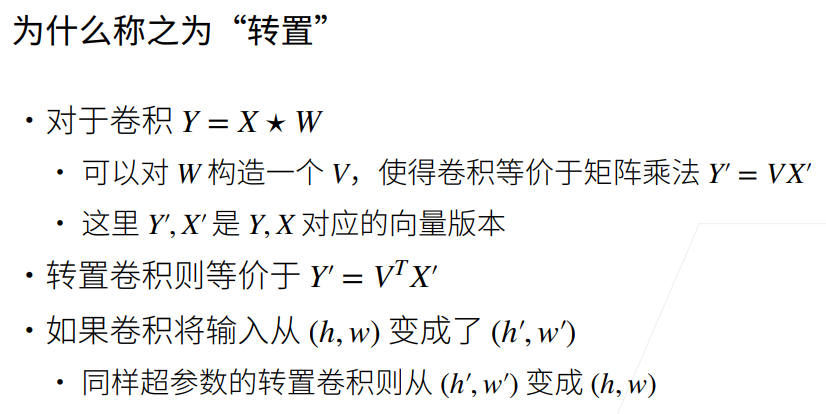 为什么称之为“转置”
• 对于卷积 Y = X ⋆ W
• 可以对 W 构造一个 V，使得卷积等价于矩阵乘法 Y′ = VX′
• 这里 Y′, X′ 是 Y, X 对应的向量版本
• 转置卷积则等价于 Y′ = VᵀX′
• 如果卷积将输入从 (h, w) 变成了 (h′, w′)
• 同样超参数的转置卷积则从 (h′, w′) 变成 (h, w)